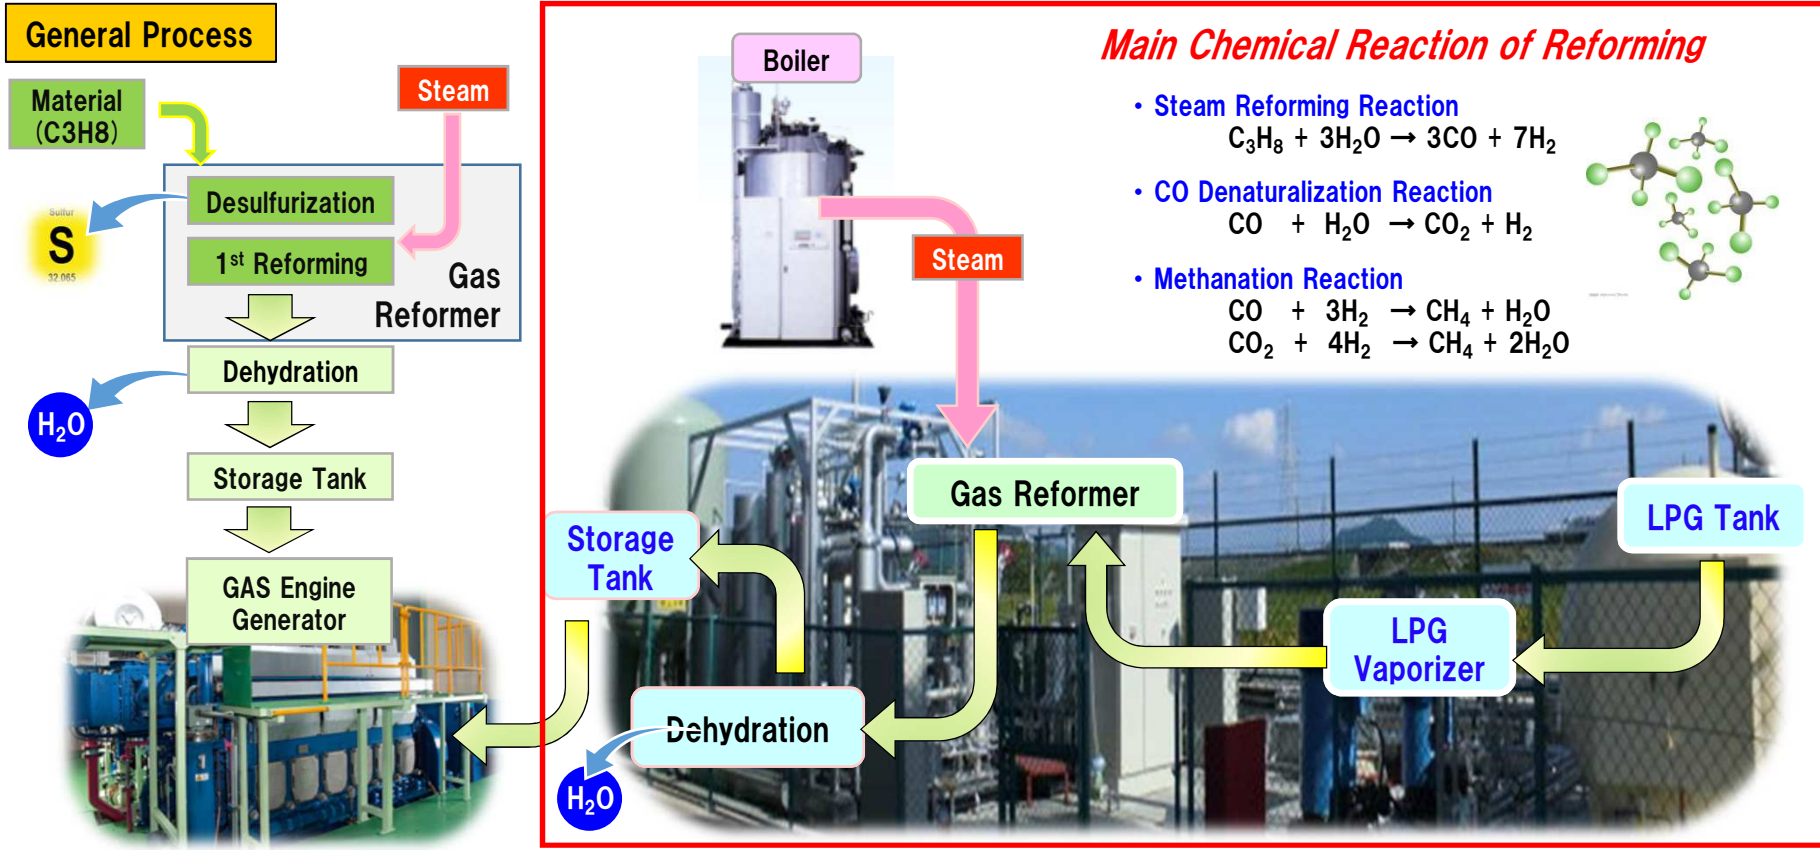 General Process
Material
(C3H8)
Steam
Desulfurization
Sulfur
S
32.065
1st Reforming
Gas
Reformer
Dehydration
H₂O
Storage Tank
GAS Engine
Generator
Boiler
Steam
Main Chemical Reaction of Reforming
・Steam Reforming Reaction
C₃H₈ + 3H₂O → 3CO + 7H₂
・CO Denaturalization Reaction
CO + H₂O → CO₂ + H₂
・Methanation Reaction
CO + 3H₂ → CH₄ + H₂O
CO₂ + 4H₂ → CH₄ + 2H₂O
Gas Reformer
LPG Tank
Storage
Tank
LPG
Vaporizer
Dehydration
H₂O